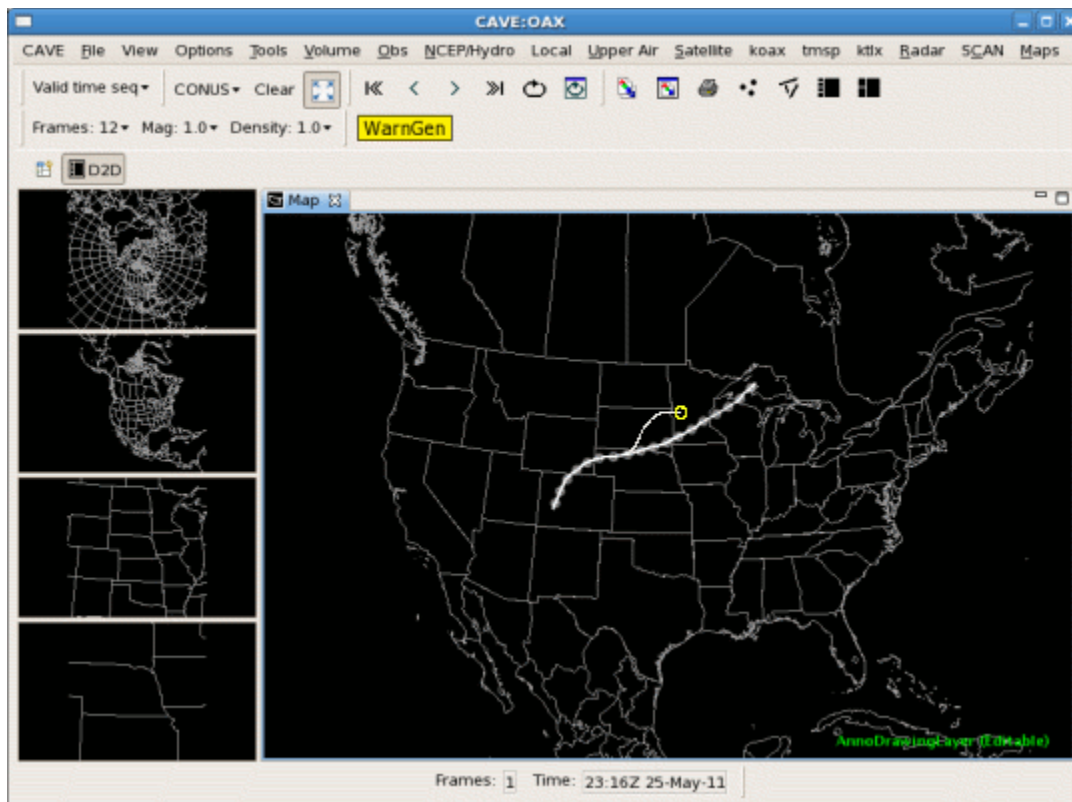 CAVE:OAX
CAVE File View Options Tools Volume Obs NCEP/Hydro Local Upper Air Satellite koax tmsp ktlx Radar SCAN Maps
Valid time seq CONUS Clear
Frames: 12 Mag: 1.0 Density: 1.0 WarnGen
D2D
Map
AnnoDrawingLayer (Editable)
Frames: 1 Time: 23:16Z 25-May-11